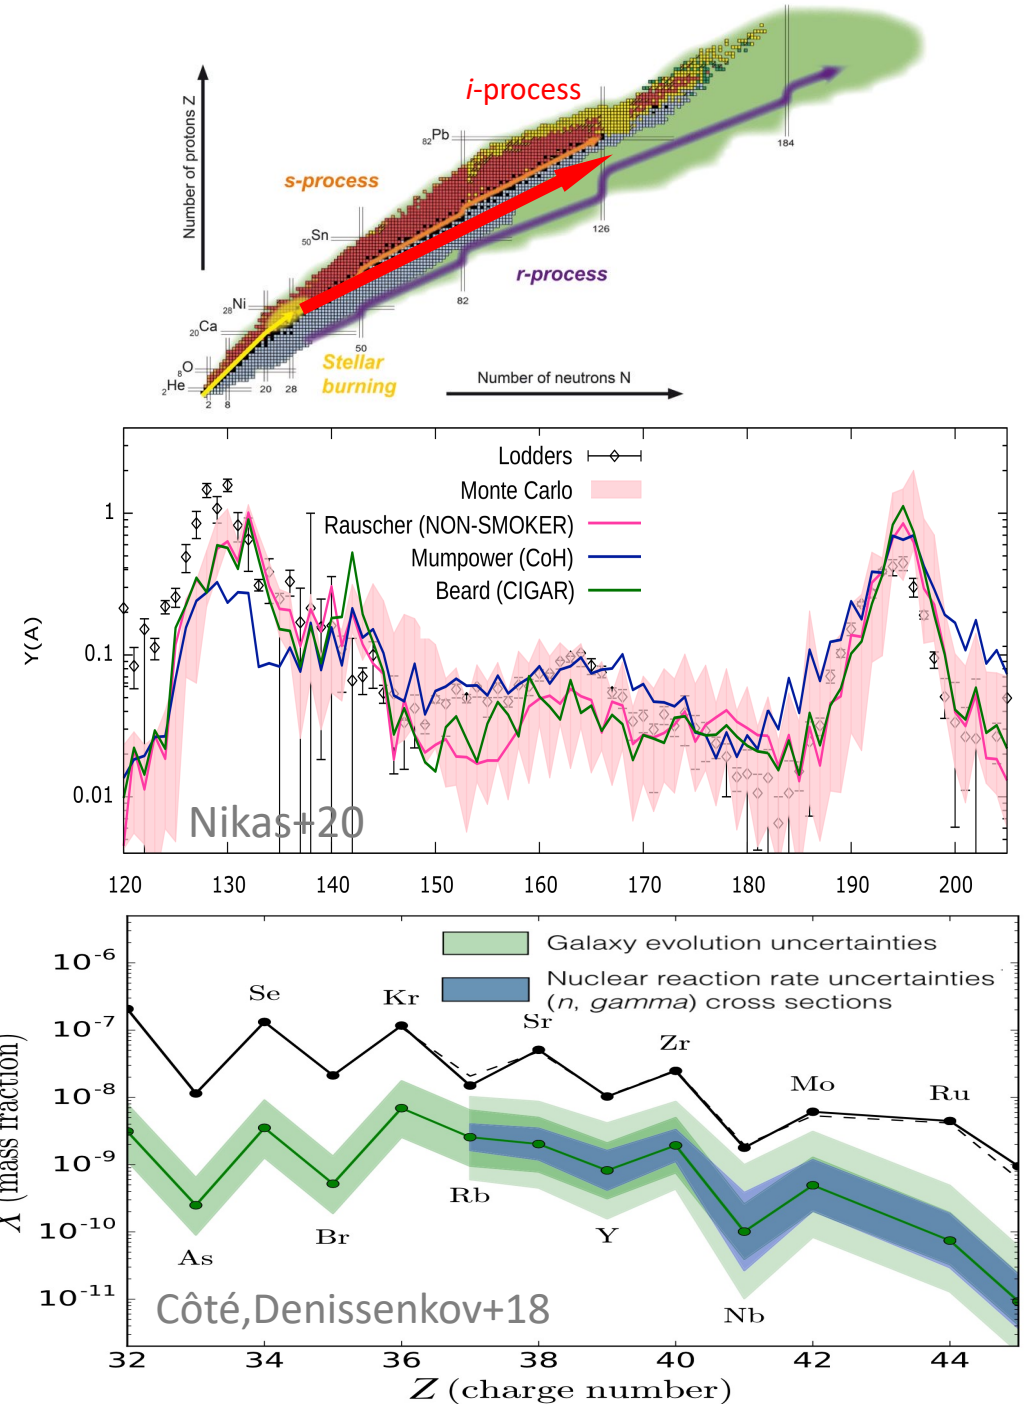 i-process
Number of protons Z
82Pb
184
s-process
126
50Sn
r-process
82
28Ni
20Ca
50
8O
Stellar
burning
2He
20 28
2 8
Number of neutrons N
Lodders
Monte Carlo
Rauscher (NON-SMOKER)
Mumpower (CoH)
Beard (CIGAR)
Y(A)
1
0.1
0.01
Nikas+20
120 130 140 150 160 170 180 190 200
Galaxy evolution uncertainties
Nuclear reaction rate uncertainties
(n, gamma) cross sections
10-6
10-7
10-8
10-9
10-10
10-11
X (mass fraction)
Se Kr Sr Zr Mo Ru
As Br Rb Y Nb
Côté,Denissenkov+18
32 34 36 38 40 42 44
Z (charge number)